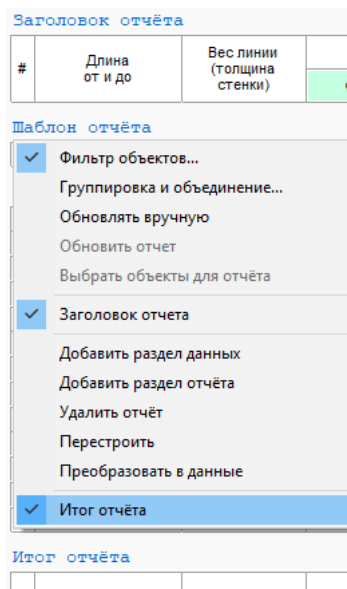 Заголовок отчёта
#
Длина
от и до
Вес линии
(толщина
стенки)
Шаблон отчёта
Фильтр объектов...
Группировка и объединение...
Обновлять вручную
Обновить отчет
Выбрать объекты для отчёта
Заголовок отчета
Добавить раздел данных
Добавить раздел отчёта
Удалить отчёт
Перестроить
Преобразовать в данные
Итог отчёта
Итог отчёта